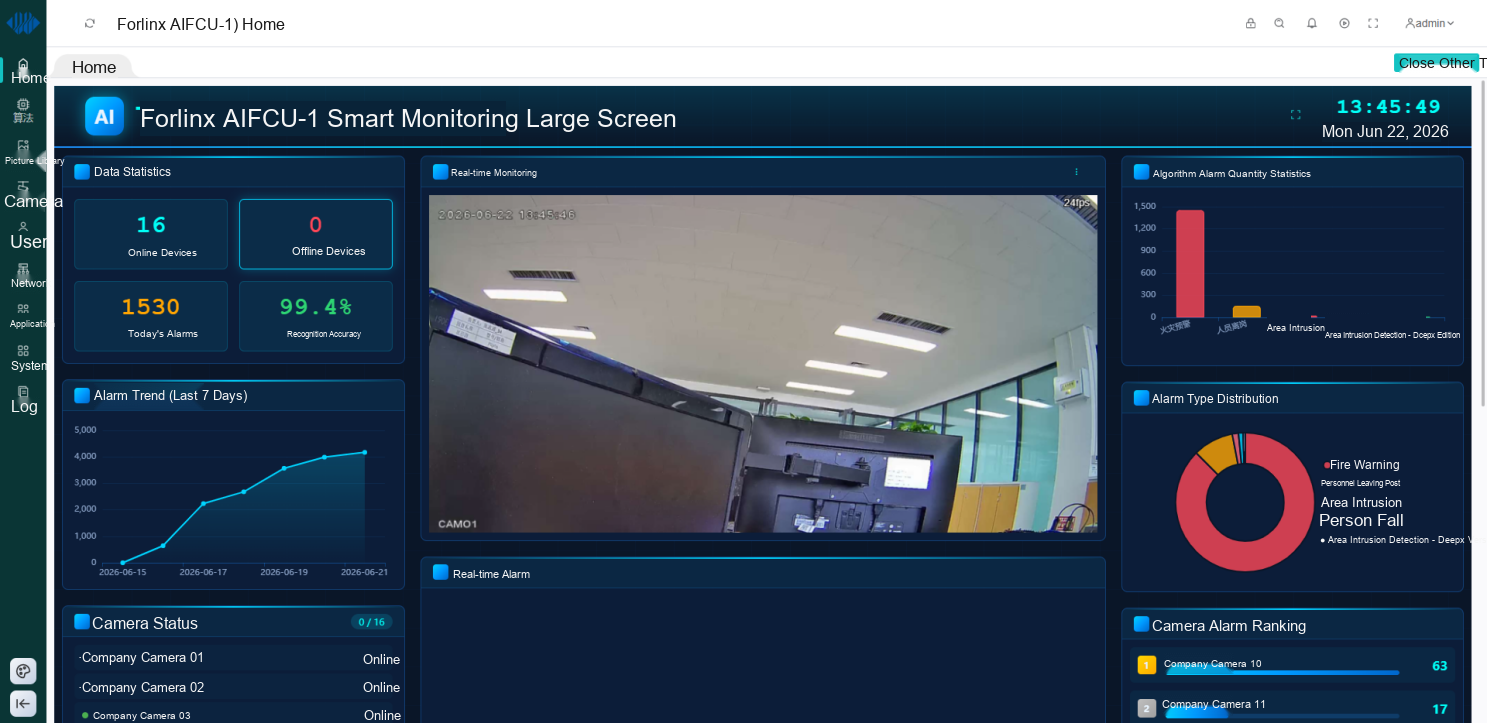 Forlinx AIFCU-1) Home
admin
Home
Close Other T
Home
算法
Picture Library
Camera
User
Networ
Applicatio
System
Log
AI
Forlinx AIFCU-1 Smart Monitoring Large Screen
13:45:49
Mon Jun 22, 2026
Data Statistics
16
Online Devices
0
Offline Devices
1530
Today's Alarms
99.4%
Recognition Accuracy
Alarm Trend (Last 7 Days)
5,000
4,000
3,000
2,000
1,000
0
2026-06-15
2026-06-17
2026-06-19
2026-06-21
Camera Status
0 / 16
·Company Camera 01
Online
·Company Camera 02
Online
Company Camera 03
Online
Real-time Monitoring
2026-06-22 13:45:46
24fps
CAM01
Real-time Alarm
Algorithm Alarm Quantity Statistics
1,500
1,200
900
600
300
0
火灾预警
人员离岗
Area Intrusion
Area Intrusion Detection - Dcepx Edition
Alarm Type Distribution
Fire Warning
Personnel Leaving Post
Area Intrusion
Person Fall
Area Intrusion Detection - Deepx V
Camera Alarm Ranking
1
Company Camera 10
63
2
Company Camera 11
17